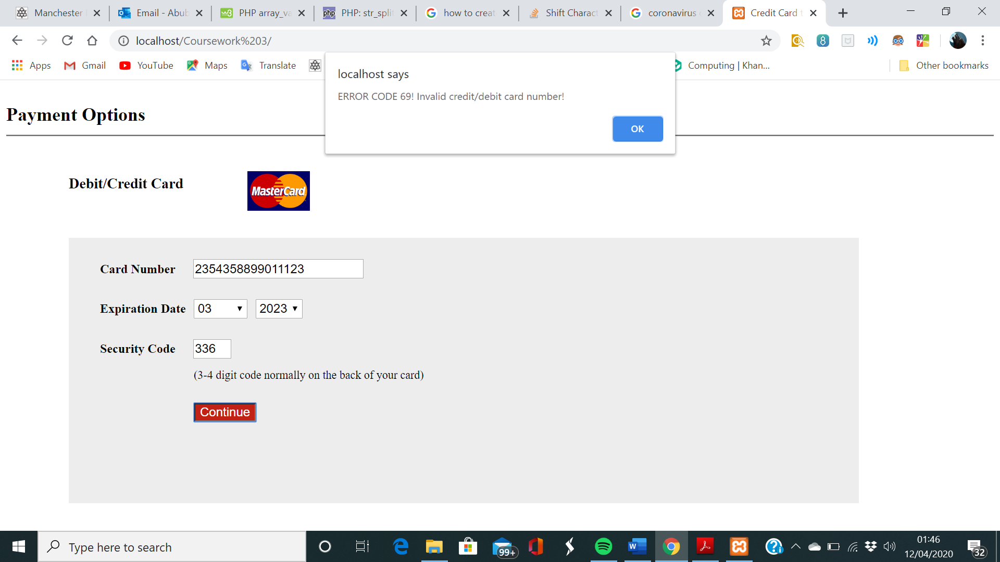 Manchester
Email - Abub
PHP array_va
PHP: str_split
how to creat
Shift Charact
coronavirus
Credit Card t
localhost/Coursework%203/
Apps
Gmail
YouTube
Maps
Translate
Computing | Khan...
Other bookmarks
localhost says
ERROR CODE 69! Invalid credit/debit card number!
OK
Payment Options
Debit/Credit Card
MasterCard
Card Number 2354358899011123
Expiration Date 03 2023
Security Code 336
(3-4 digit code normally on the back of your card)
Continue
Type here to search
99+
01:46
12/04/2020
32